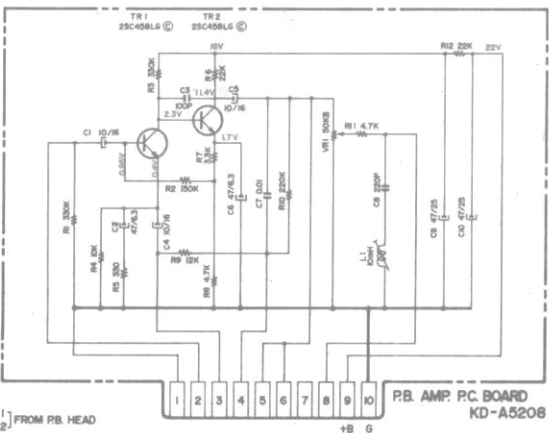 TR1 TR2
2SC458LG Ⓒ 2SC458LG Ⓒ
18V
R12 22K 22V
R3 330K
R6 22K
C3 11.4V C5
100P 10/16
2.3V
C1 10/16
1.7V
R7 3.3K
VR1 50KB
R11 4.7K
0.6V
R2 150K
C6 47/6.3
C7 0.01
R10 220K
C8 220P
R1 330K
C2 47/6.3
C4 10/16
C9 47/25
C10 47/25
R4 10K
R5 330
R9 12K
L1 10mH
R8 4.7K
1 2 3 4 5 6 7 8 9 10
+B G
P.B. AMP. P.C. BOARD
KD-A5208
1
2 FROM P.B. HEAD